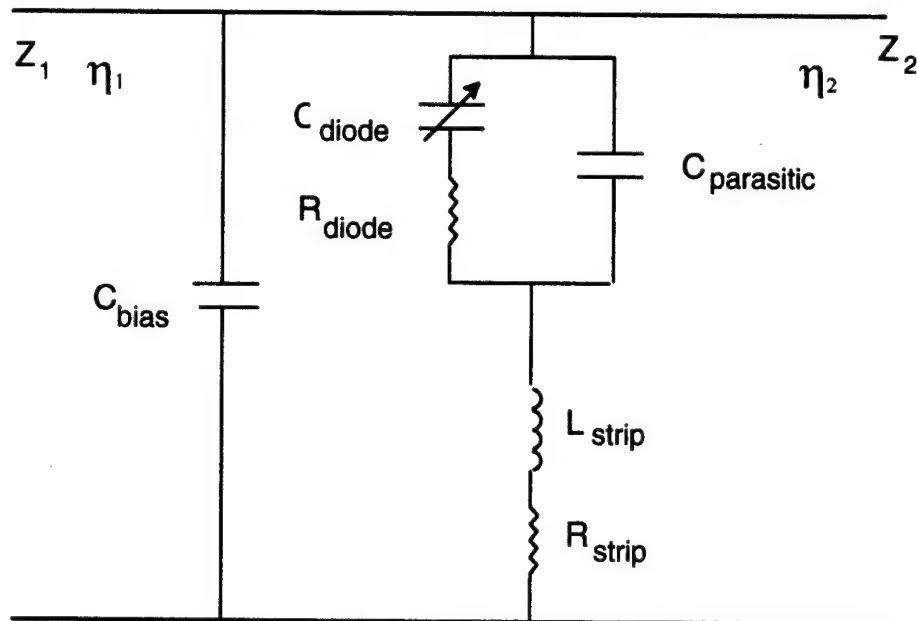 Z1 η1
η2 Z2
C diode
C parasitic
R diode
C bias
L strip
R strip